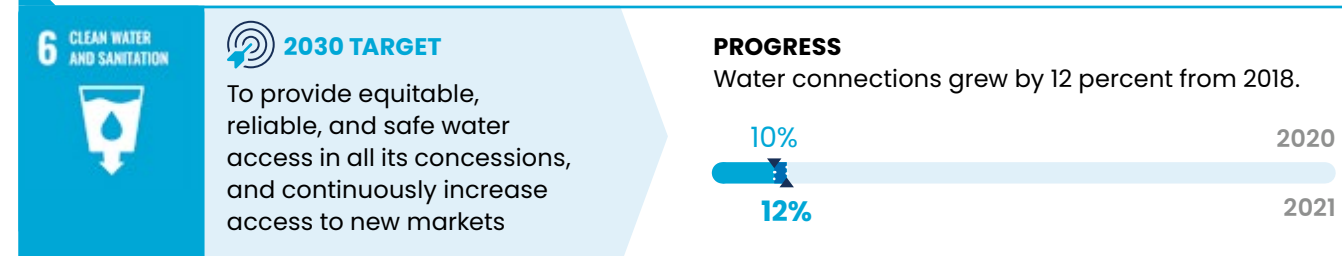 6 CLEAN WATER
AND SANITATION
2030 TARGET
To provide equitable,
reliable, and safe water
access in all its concessions,
and continuously increase
access to new markets
PROGRESS
Water connections grew by 12 percent from 2018.
10% 2020
12% 2021